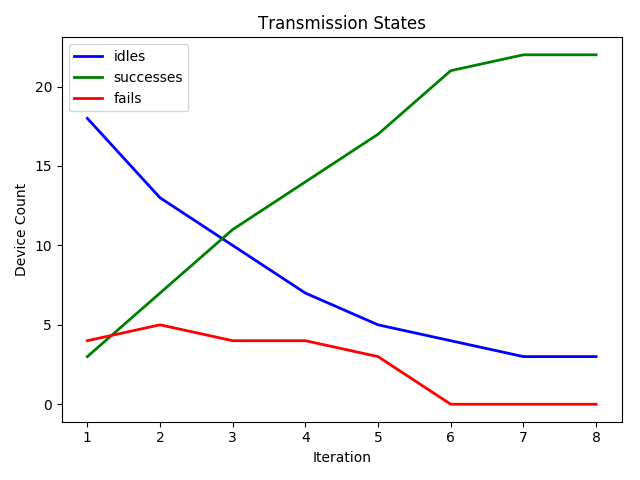 Transmission States
idles
successes
fails
Device Count
20
15
10
5
0
1 2 3 4 5 6 7 8
Iteration